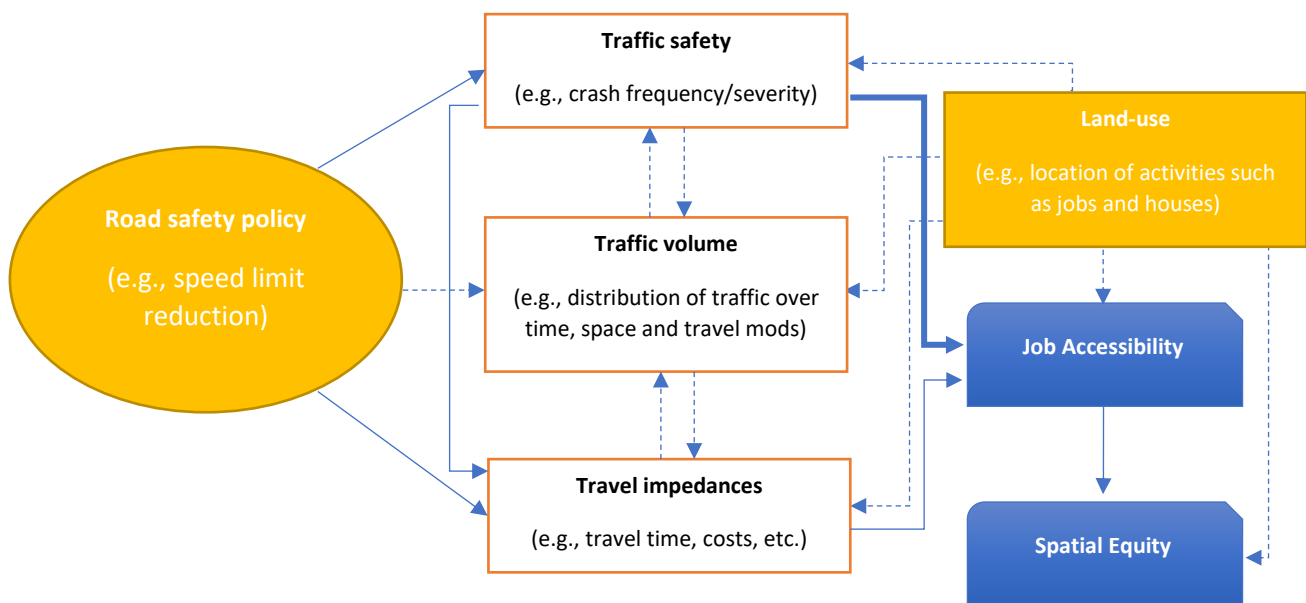 Traffic safety
(e.g., crash frequency/severity)
Land-use
(e.g., location of activities such
as jobs and houses)
Road safety policy
(e.g., speed limit
reduction)
Traffic volume
(e.g., distribution of traffic over
time, space and travel mods)
Job Accessibility
Travel impedances
(e.g., travel time, costs, etc.)
Spatial Equity